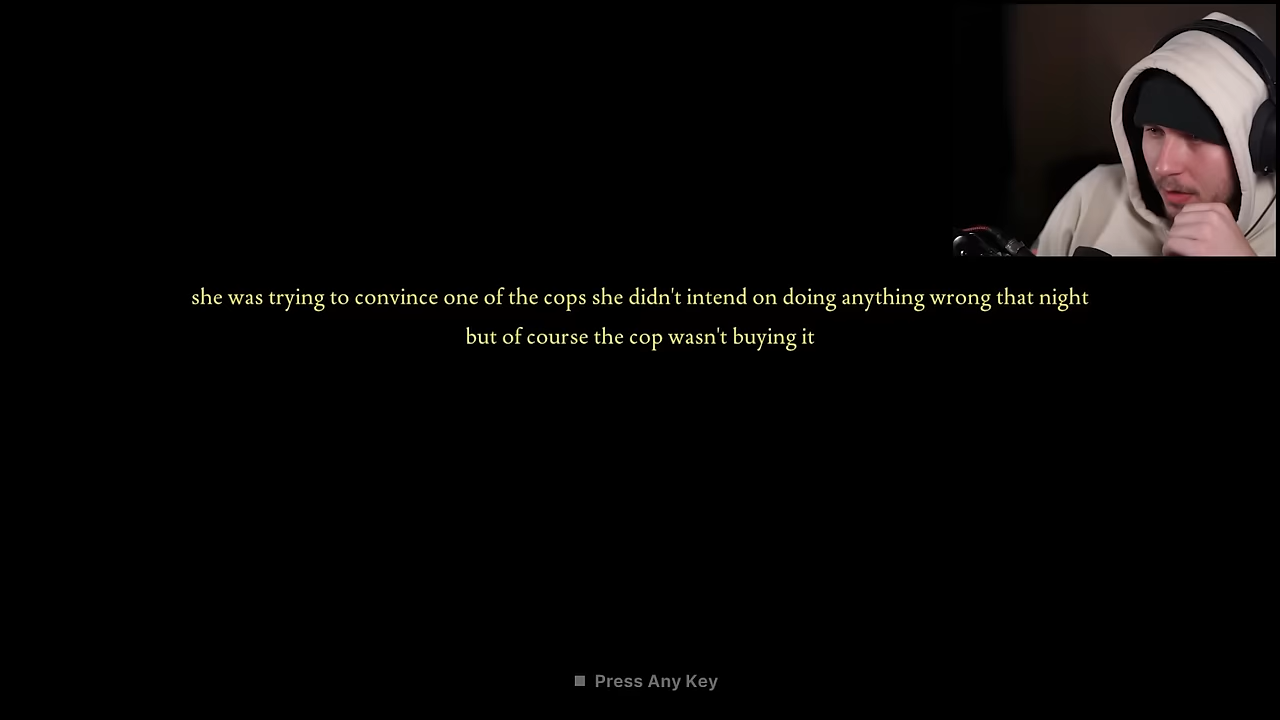 she was trying to convince one of the cops she didn't intend on doing anything wrong that night
but of course the cop wasn't buying it
Press Any Key